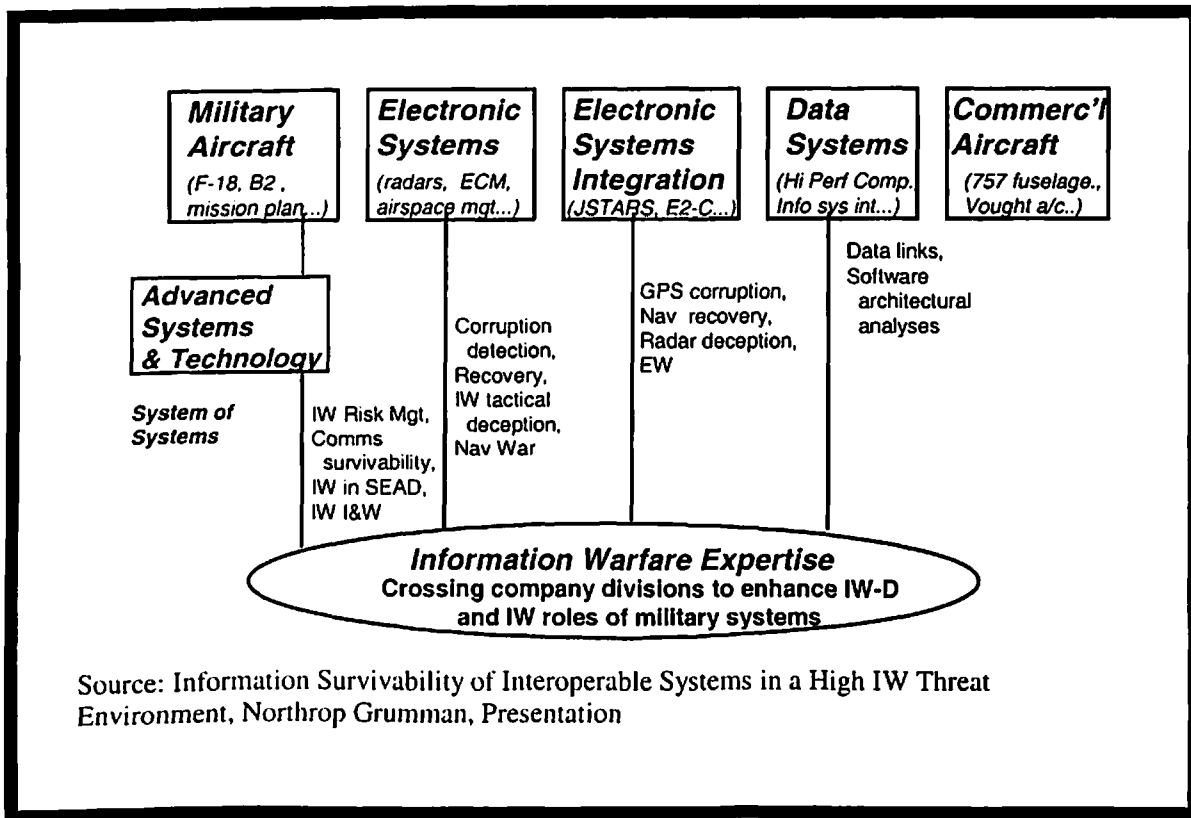 Military
Aircraft
(F-18, B2 ,
mission plan...)
Electronic
Systems
(radars, ECM,
airspace mgt...)
Electronic
Systems
Integration
(JSTARS, E2-C...)
Data
Systems
(Hi Perf Comp.
Info sys int...)
Commerc'l
Aircraft
(757 fuselage.,
Vought a/c..)
Advanced
Systems
& Technology
System of
Systems
IW Risk Mgt,
Comms
survivability,
IW in SEAD,
IW I&W
Corruption
detection,
Recovery,
IW tactical
deception,
Nav War
GPS corruption,
Nav recovery,
Radar deception,
EW
Data links,
Software
architectural
analyses
Information Warfare Expertise
Crossing company divisions to enhance IW-D
and IW roles of military systems
Source: Information Survivability of Interoperable Systems in a High IW Threat
Environment, Northrop Grumman, Presentation